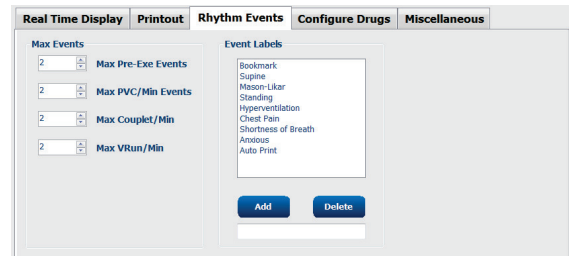 Real Time Display Printout Rhythm Events Configure Drugs Miscellaneous
Max Events
2 Max Pre-Exe Events
2 Max PVC/Min Events
2 Max Couplet/Min
2 Max VRun/Min
Event Labels
Bookmark
Supine
Mason-Likar
Standing
Hyperventilation
Chest Pain
Shortness of Breath
Anxious
Auto Print
Add Delete